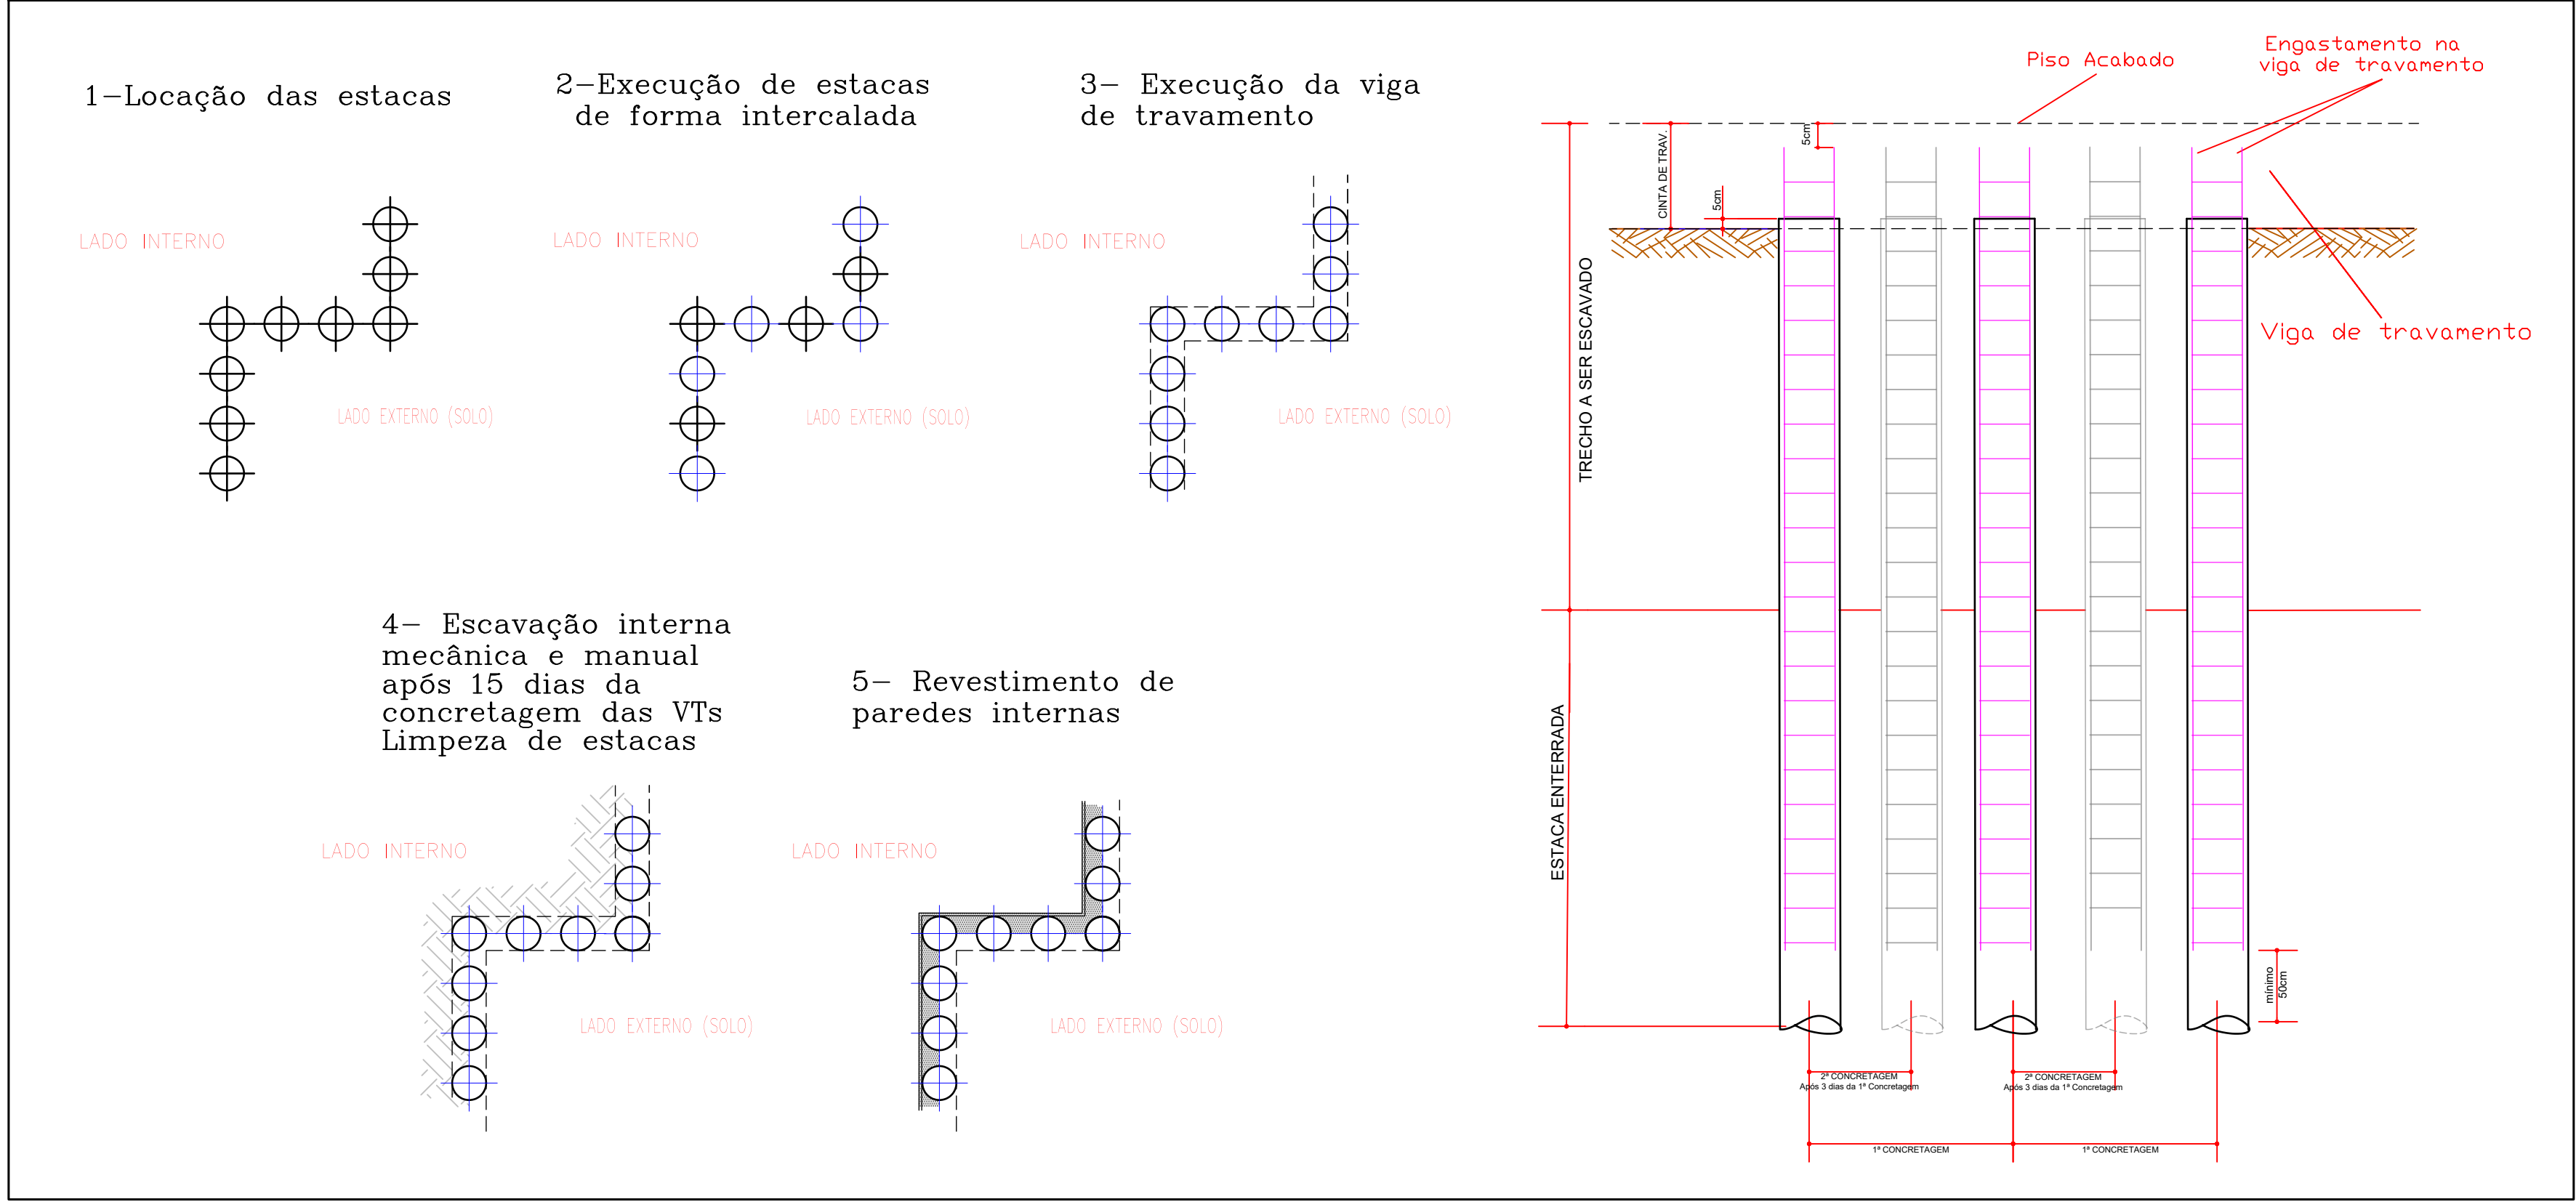 1-Locação das estacas
LADO INTERNO
LADO EXTERNO (SOLO)
2-Execução de estacas
de forma intercalada
LADO INTERNO
LADO EXTERNO (SOLO)
3- Execução da viga
de travamento
LADO INTERNO
LADO EXTERNO (SOLO)
4- Escavação interna
mecânica e manual
após 15 dias da
concretagem das VTs
Limpeza de estacas
LADO INTERNO
LADO EXTERNO (SOLO)
5- Revestimento de
paredes internas
LADO INTERNO
LADO EXTERNO (SOLO)
Piso Acabado
Engastamento na
viga de travamento
5cm
CINTA DE TRAV.
5cm
Viga de travamento
TRECHO A SER ESCAVADO
ESTACA ENTERRADA
mínimo
50cm
2ª CONCRETAGEM
Após 3 dias da 1ª Concretagem
2ª CONCRETAGEM
Após 3 dias da 1ª Concretagem
1ª CONCRETAGEM
1ª CONCRETAGEM